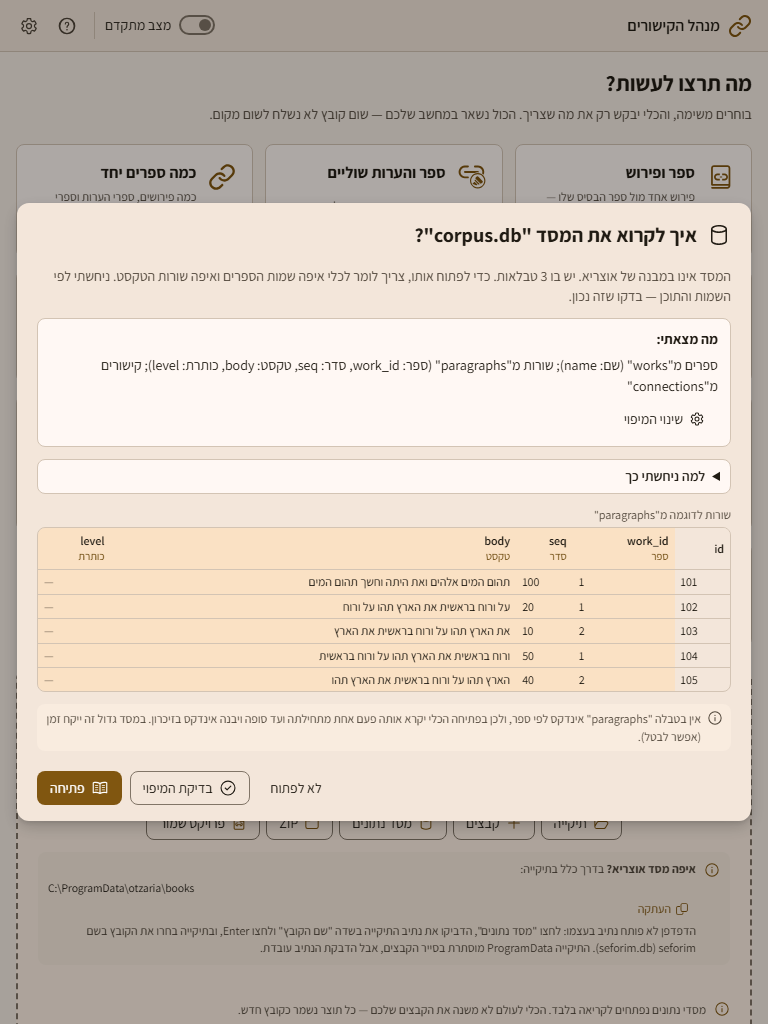 מנהל הקישורים
מצב מתקדם
מה תרצו לעשות?
בוחרים משימה, והכלי יבקש רק את מה שצריך. הכול נשאר במחשב שלכם — שום קובץ לא נשלח לשום מקום.
ספר ופירוש
ספר והערות שוליים
כמה ספרים יחד
פירוש אחד מול ספר הבסיס שלו —
כמה פירושים, ספרי הערות וספרי
איך לקרוא את המסד "corpus.db"?
המסד אינו במבנה של אוצריא. יש בו 3 טבלאות. כדי לפתוח אותו, צריך לומר לכלי איפה שמות הספרים ואיפה שורות הטקסט. ניחשתי לפי
השמות והתוכן — בדקו שזה נכון.
מה מצאתי:
ספרים מ"works" (שם: name); שורות מ"paragraphs" (ספר: work_id, סדר: seq, טקסט: body, כותרת: level); קישורים
מ"connections"
שינוי המיפוי
למה ניחשתי כך
שורות לדוגמה מ"paragraphs"
id work_id seq body level
ספר סדר טקסט כותרת
101 1 100 תהום המים אלהים ואת היתה וחשך תהום המים —
102 1 20 על ורוח בראשית את הארץ תהו על ורוח —
103 2 10 את הארץ תהו על ורוח בראשית את הארץ —
104 1 50 ורוח בראשית את הארץ תהו על ורוח בראשית —
105 2 40 הארץ תהו על ורוח בראשית את הארץ תהו —
אין בטבלה "paragraphs" אינדקס לפי ספר, ולכן בפתיחה הכלי יקרא אותה פעם אחת מתחילתה ועד סופה ויבנה אינדקס בזיכרון. במסד גדול זה ייקח זמן
(אפשר לבטל).
לא לפתוח
בדיקת המיפוי
פתיחה
תיקייה
קבצים
מסד נתונים
ZIP
פרויקט שמור
איפה מסד אוצריא? בדרך כלל בתיקייה:
C:\ProgramData\otzaria\books
העתקה
הדפדפן לא פותח נתיב בעצמו: לחצו "מסד נתונים", הדביקו את נתיב התיקייה בשדה "שם הקובץ" ולחצו Enter, ובתיקייה בחרו את הקובץ בשם
seforim (seforim.db). התיקייה ProgramData מוסתרת בסייר הקבצים, אבל הדבקת הנתיב עובדת.
מסדי נתונים נפתחים לקריאה בלבד. הכלי לעולם לא משנה את הקבצים שלכם — כל תוצר נשמר כקובץ חדש.